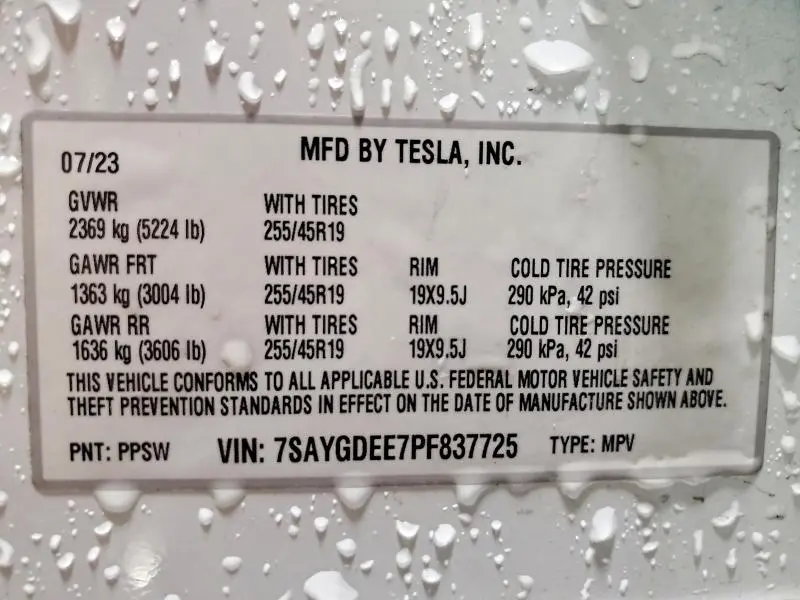 MFD BY TESLA, INC.
07/23
GVWR WITH TIRES
2369 kg (5224 lb) 255/45R19
GAWR FRT WITH TIRES RIM COLD TIRE PRESSURE
1363 kg (3004 lb) 255/45R19 19X9.5J 290 kPa, 42 psi
GAWR RR WITH TIRES RIM COLD TIRE PRESSURE
1636 kg (3606 lb) 255/45R19 19X9.5J 290 kPa, 42 psi
THIS VEHICLE CONFORMS TO ALL APPLICABLE U.S. FEDERAL MOTOR VEHICLE SAFETY AND
THEFT PREVENTION STANDARDS IN EFFECT ON THE DATE OF MANUFACTURE SHOWN ABOVE.
PNT: PPSW VIN: 7SAYGDEE7PF837725 TYPE: MPV